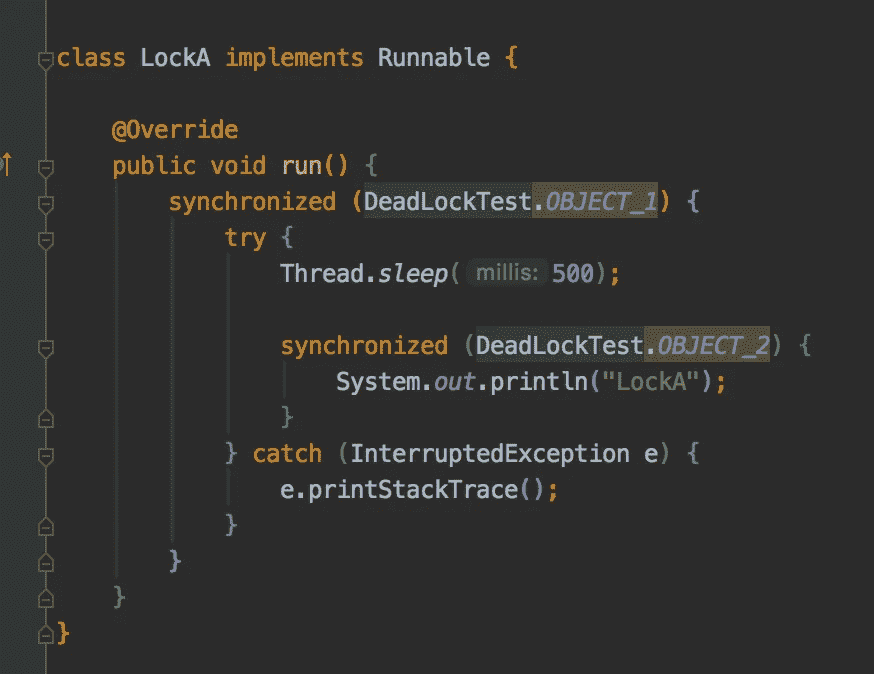 class LockA implements Runnable {
@Override
public void run() {
synchronized (DeadLockTest.OBJECT_1) {
try {
Thread.sleep( millis: 500);
synchronized (DeadLockTest.OBJECT_2) {
System.out.println("LockA");
}
} catch (InterruptedException e) {
e.printStackTrace();
}
}
}
}